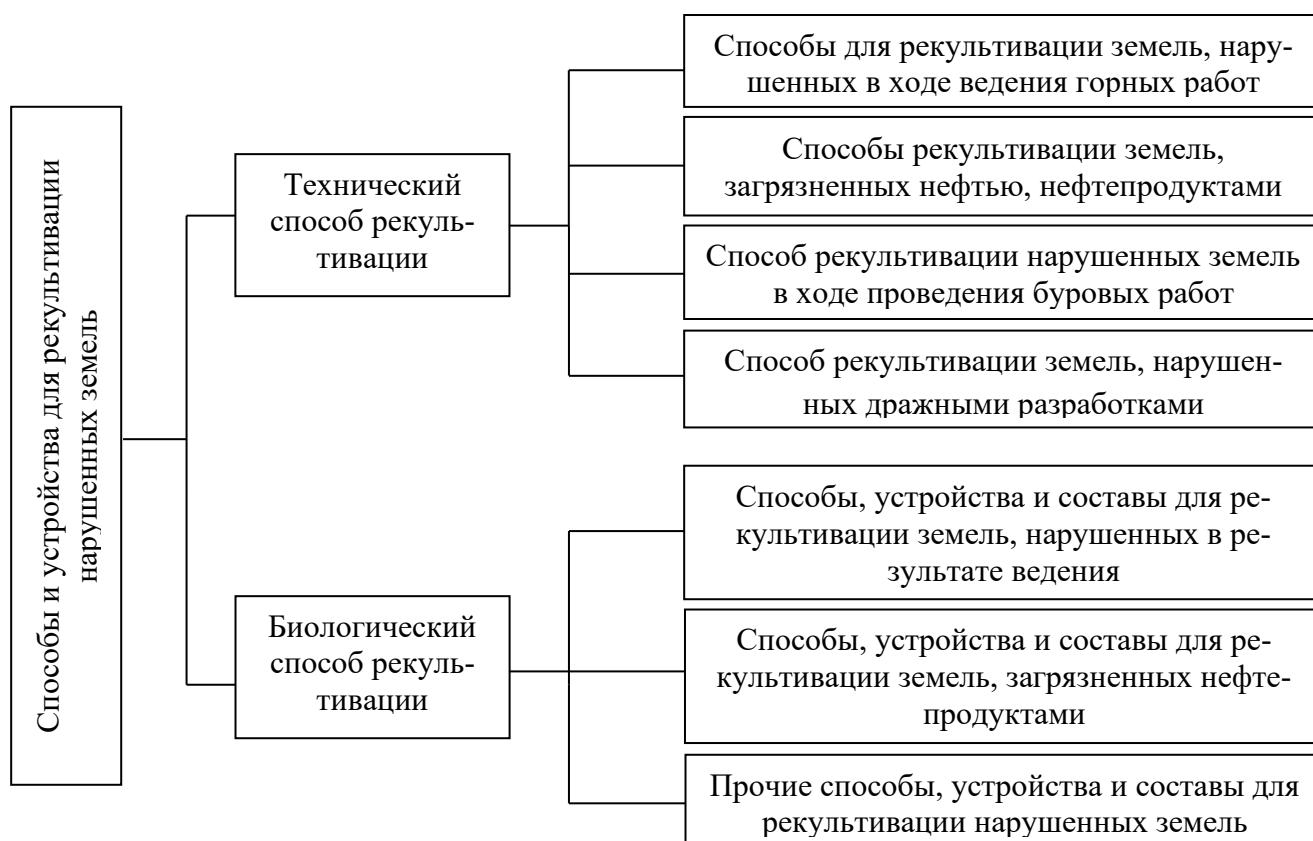 Способы и устройства для рекультивации
нарушенных земель
Технический
способ рекуль-
тивации
Способы для рекультивации земель, нару-
шенных в ходе ведения горных работ
Способы рекультивации земель,
загрязненных нефтью, нефтепродуктами
Способ рекультивации нарушенных земель
в ходе проведения буровых работ
Способ рекультивации земель, нарушен-
ных дражными разработками
Биологический
способ рекуль-
тивации
Способы, устройства и составы для ре-
культивации земель, нарушенных в ре-
зультате ведения
Способы, устройства и составы для ре-
культивации земель, загрязненных нефте-
продуктами
Прочие способы, устройства и составы для
рекультивации нарушенных земель